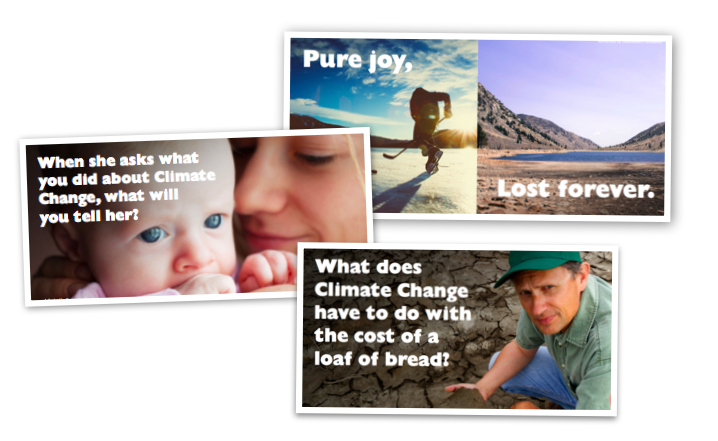 Pure joy,
Lost forever.
When she asks what
you did about Climate
Change, what will
you tell her?
What does
Climate Change
have to do with
the cost of a
loaf of bread?